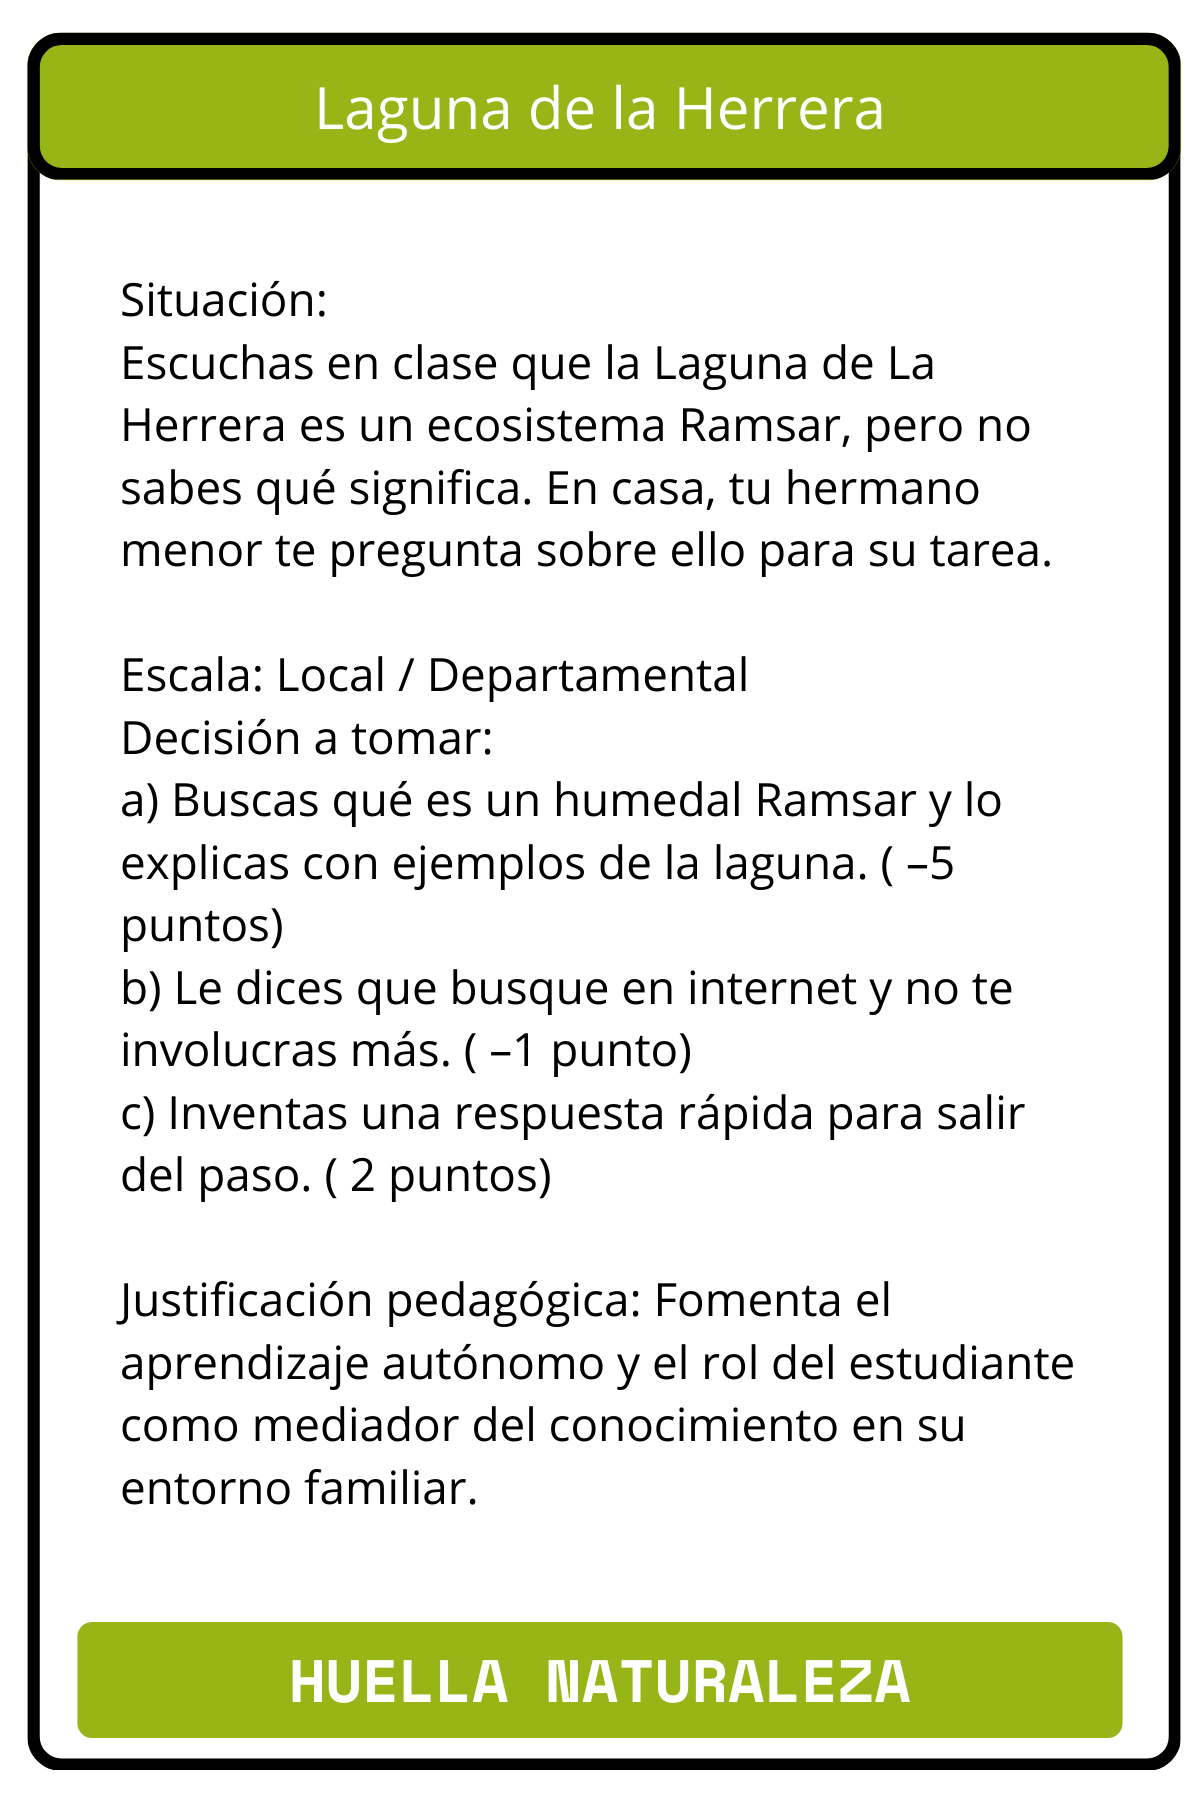 Laguna de la Herrera
Situación:
Escuchas en clase que la Laguna de La
Herrera es un ecosistema Ramsar, pero no
sabes qué significa. En casa, tu hermano
menor te pregunta sobre ello para su tarea.
Escala: Local / Departamental
Decisión a tomar:
a) Buscas qué es un humedal Ramsar y lo
explicas con ejemplos de la laguna. ( –5
puntos)
b) Le dices que busque en internet y no te
involucras más. ( –1 punto)
c) Inventas una respuesta rápida para salir
del paso. ( 2 puntos)
Justificación pedagógica: Fomenta el
aprendizaje autónomo y el rol del estudiante
como mediador del conocimiento en su
entorno familiar.
HUELLA NATURALEZA